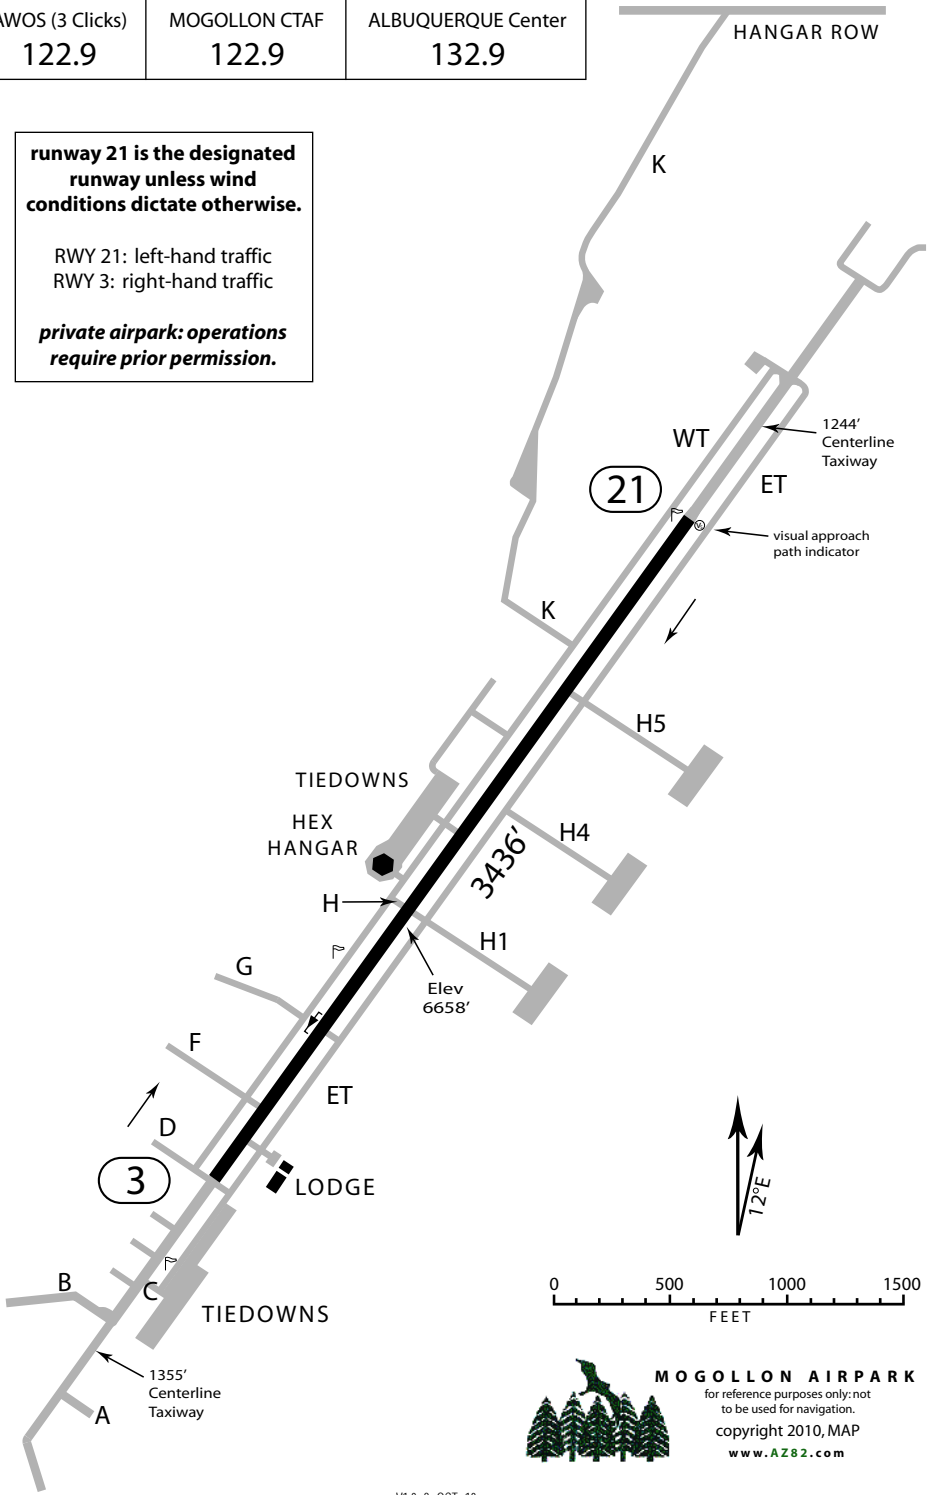 AWOS (3 Clicks)
122.9
MOGOLLON CTAF
122.9
ALBUQUERQUE Center
132.9
HANGAR ROW
runway 21 is the designated
runway unless wind
conditions dictate otherwise.
RWY 21: left-hand traffic
RWY 3: right-hand traffic
private airpark: operations
require prior permission.
K
WT
1244'
Centerline
Taxiway
21
ET
visual approach
path indicator
K
H5
TIEDOWNS
HEX
HANGAR
H4
3436'
H
H1
G
Elev
6658'
F
ET
D
3
LODGE
12°E
B
C
TIEDOWNS
0 500 1000 1500
FEET
1355'
Centerline
Taxiway
A
MOGOLLON AIRPARK
for reference purposes only: not
to be used for navigation.
copyright 2010, MAP
www.AZ82.com